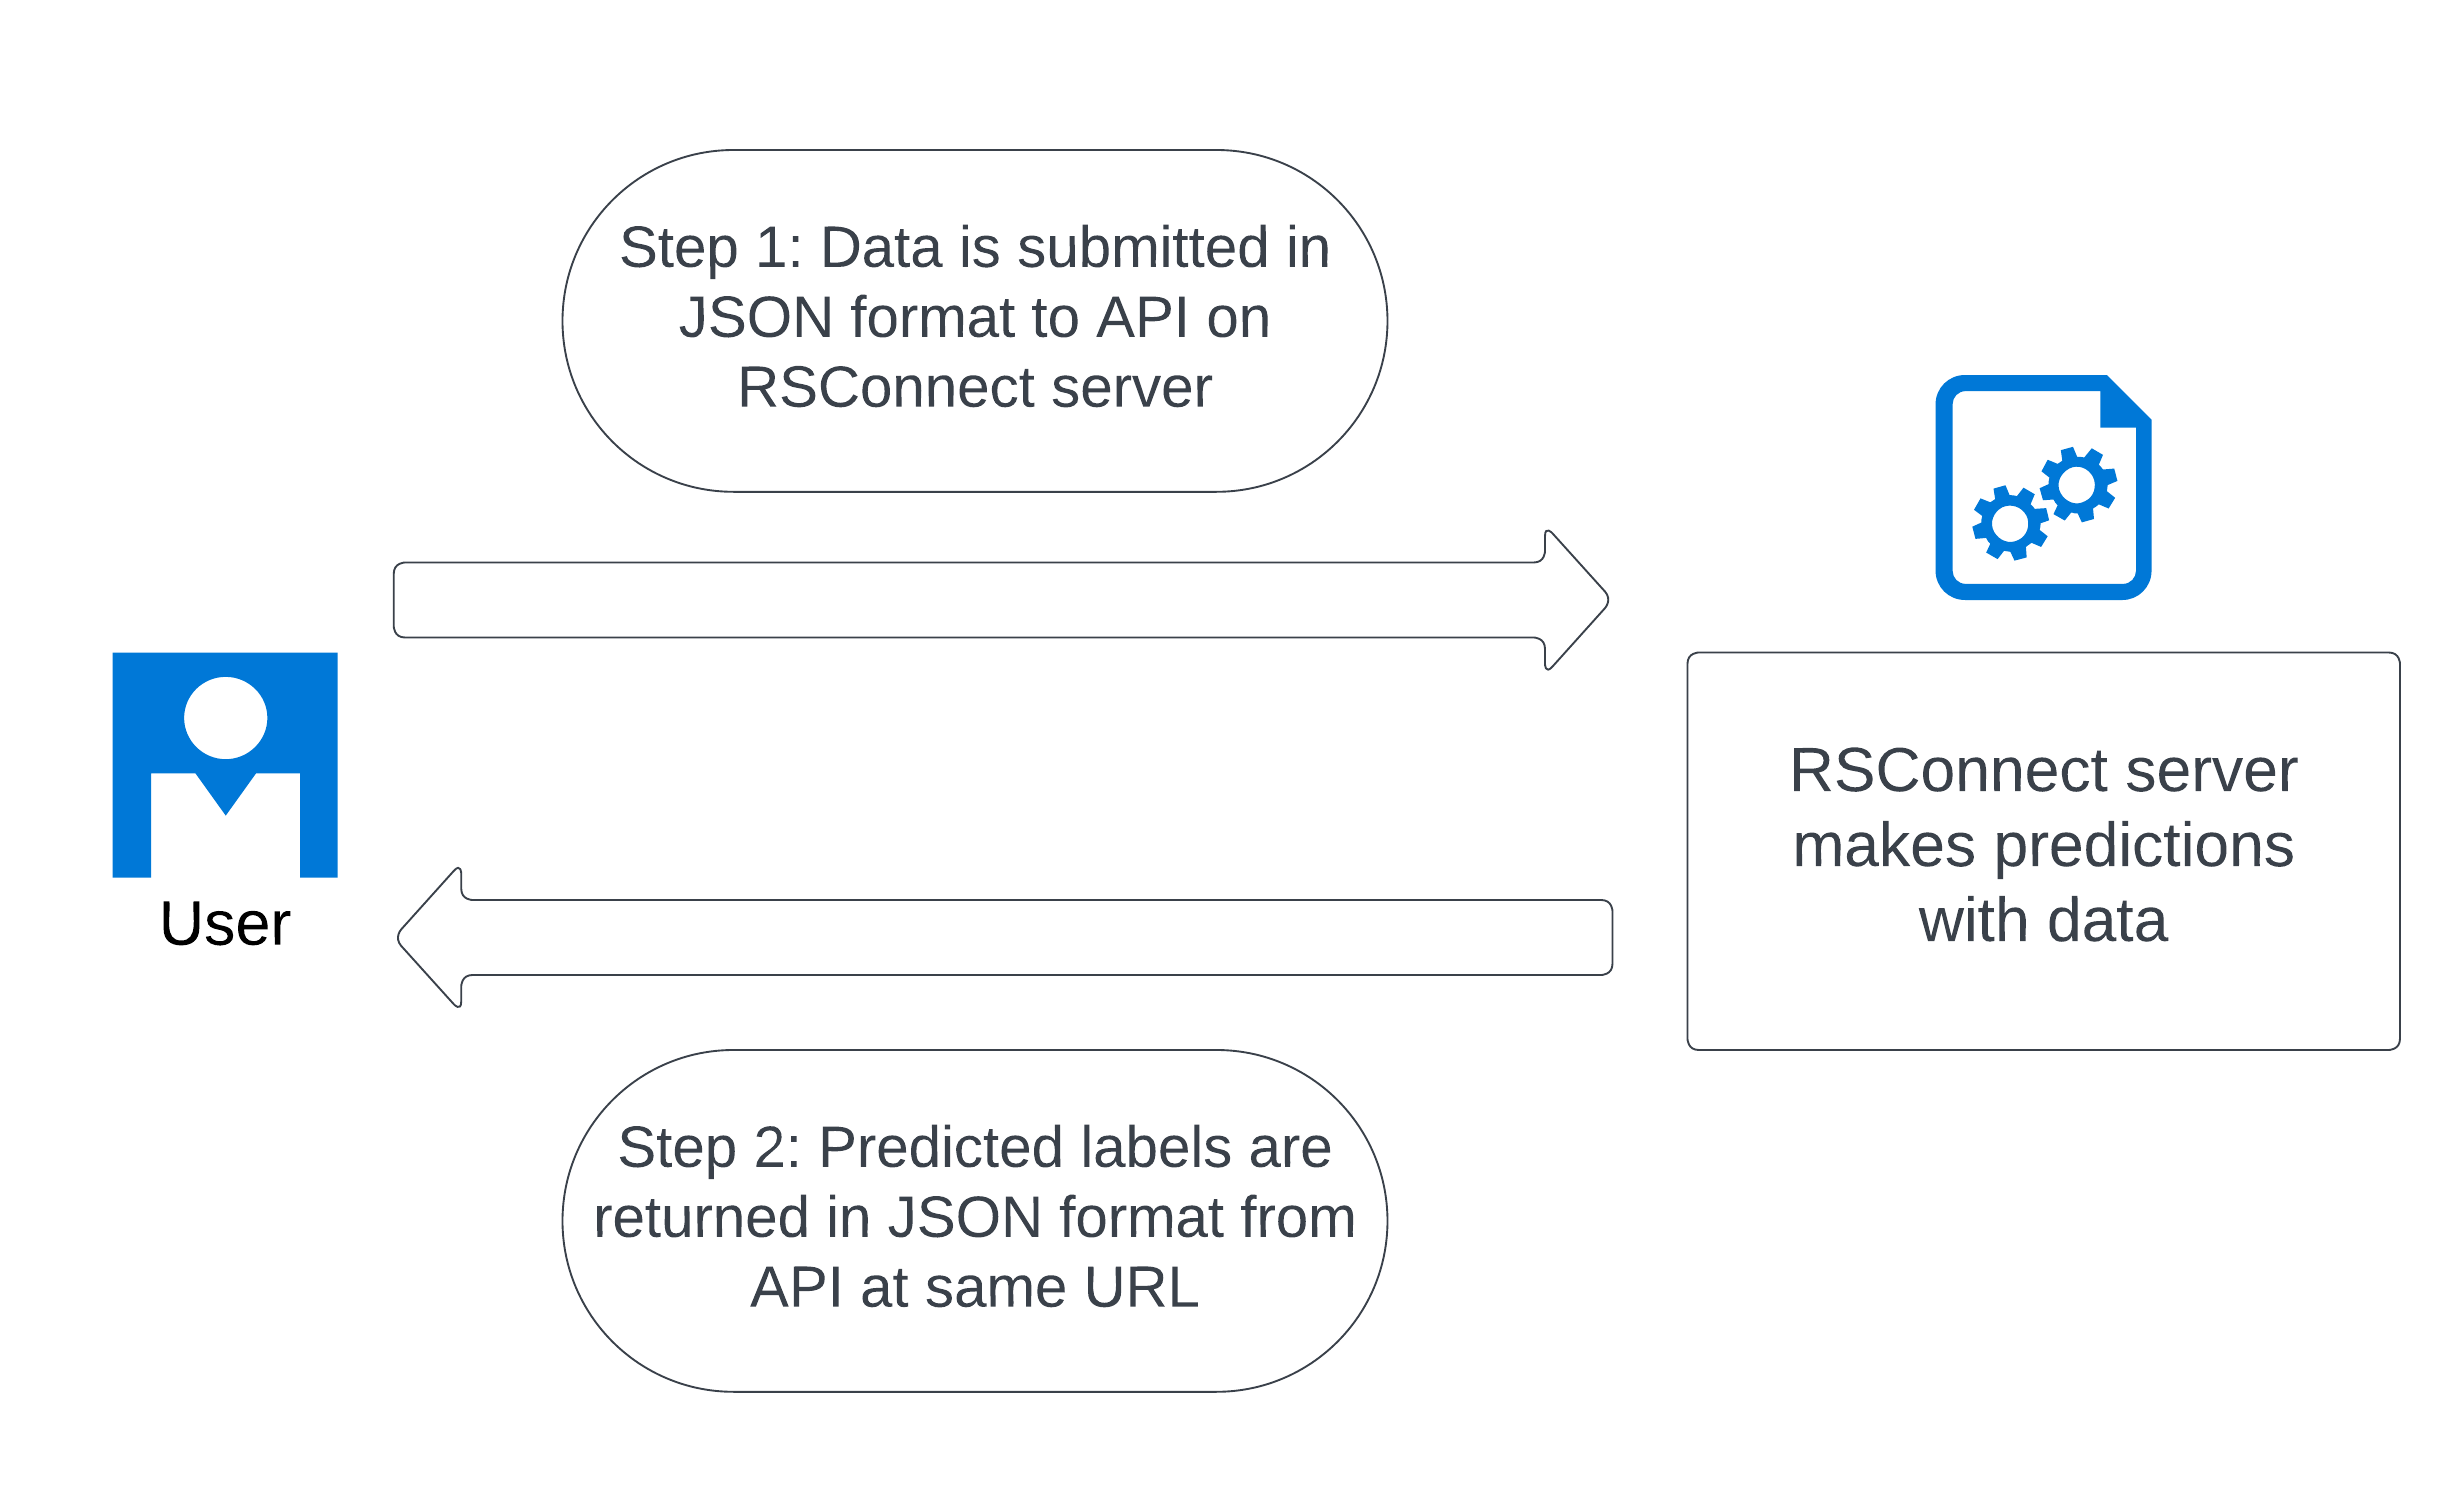 Step 1: Data is submitted in
JSON format to API on
RSConnect server
User
RSConnect server
makes predictions
with data
Step 2: Predicted labels are
returned in JSON format from
API at same URL